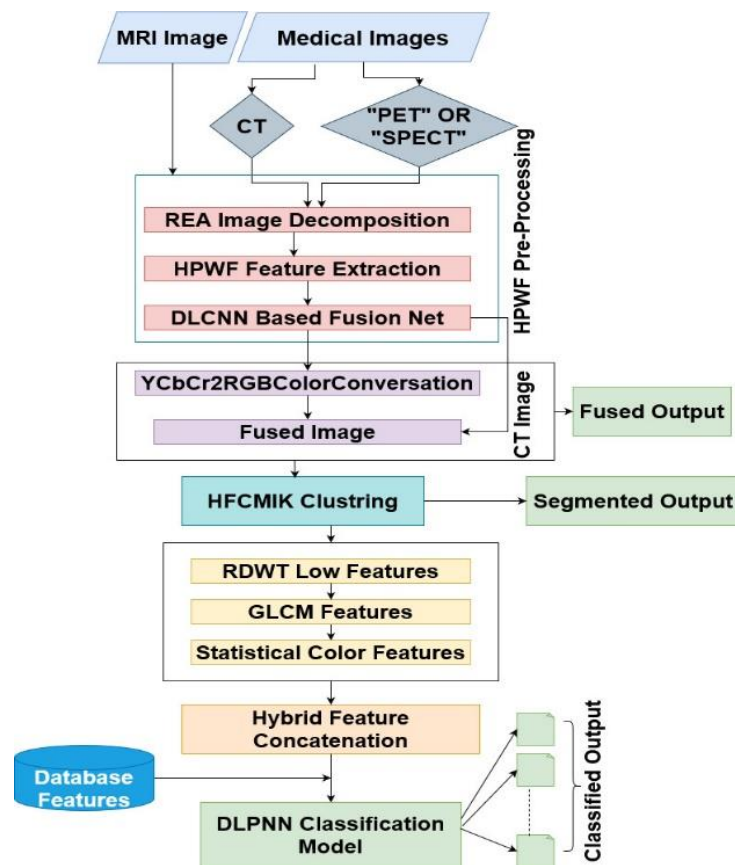 MRI Image
Medical Images
CT
"PET" OR
"SPECT"
HPWF Pre-Processing
REA Image Decomposition
HPWF Feature Extraction
DLCNN Based Fusion Net
YCbCr2RGBColorConversation
Fused Image
CT Image
Fused Output
HFCMIK Clustring
Segmented Output
RDWT Low Features
GLCM Features
Statistical Color Features
Hybrid Feature
Concatenation
Database
Features
DLPNN Classification
Model
Classified Output